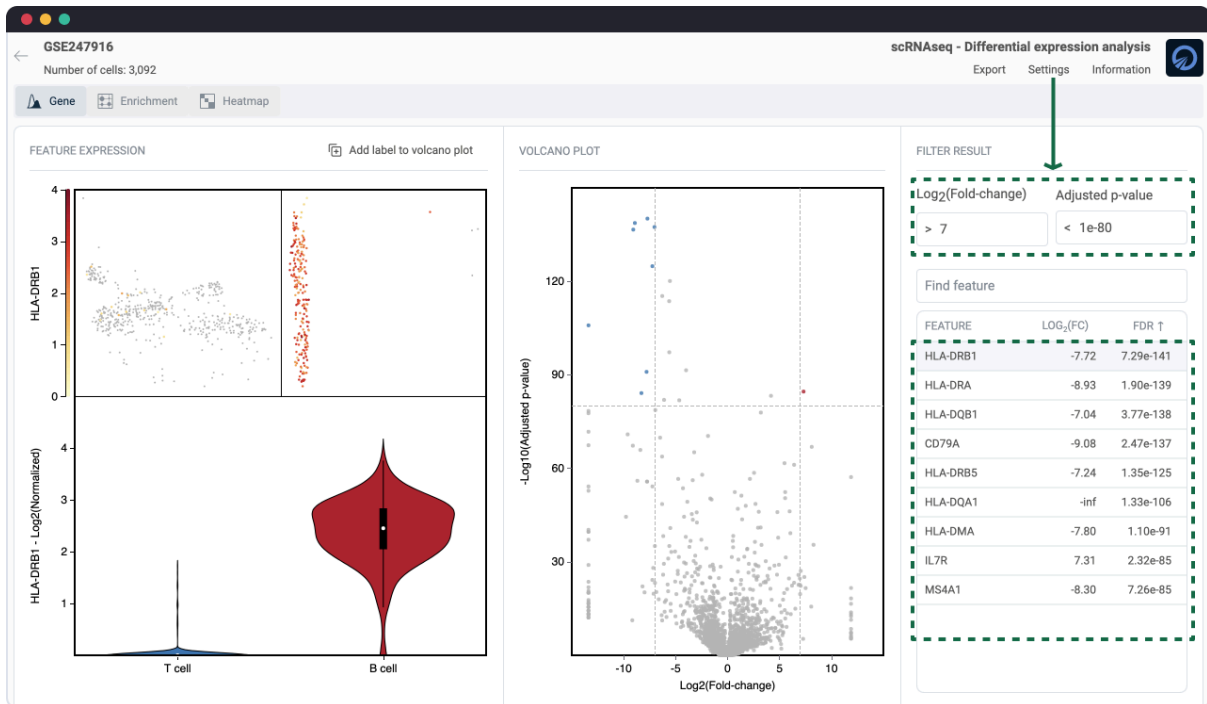 GSE247916
Number of cells: 3,092
scRNAseq - Differential expression analysis
Export Settings Information
Gene Enrichment Heatmap
FEATURE EXPRESSION
Add label to volcano plot
HLA-DRB1
4
3
2
1
0
HLA-DRB1 - Log2(Normalized)
4
3
2
1
T cell B cell
VOLCANO PLOT
-Log10(Adjusted p-value)
120
90
60
30
-10 -5 0 5 10
Log2(Fold-change)
FILTER RESULT
Log₂(Fold-change) Adjusted p-value
> 7 < 1e-80
Find feature
FEATURE LOG₂(FC) FDR ↑
HLA-DRB1 -7.72 7.29e-141
HLA-DRA -8.93 1.90e-139
HLA-DQB1 -7.04 3.77e-138
CD79A -9.08 2.47e-137
HLA-DRB5 -7.24 1.35e-125
HLA-DQA1 -inf 1.33e-106
HLA-DMA -7.80 1.10e-91
IL7R 7.31 2.32e-85
MS4A1 -8.30 7.26e-85